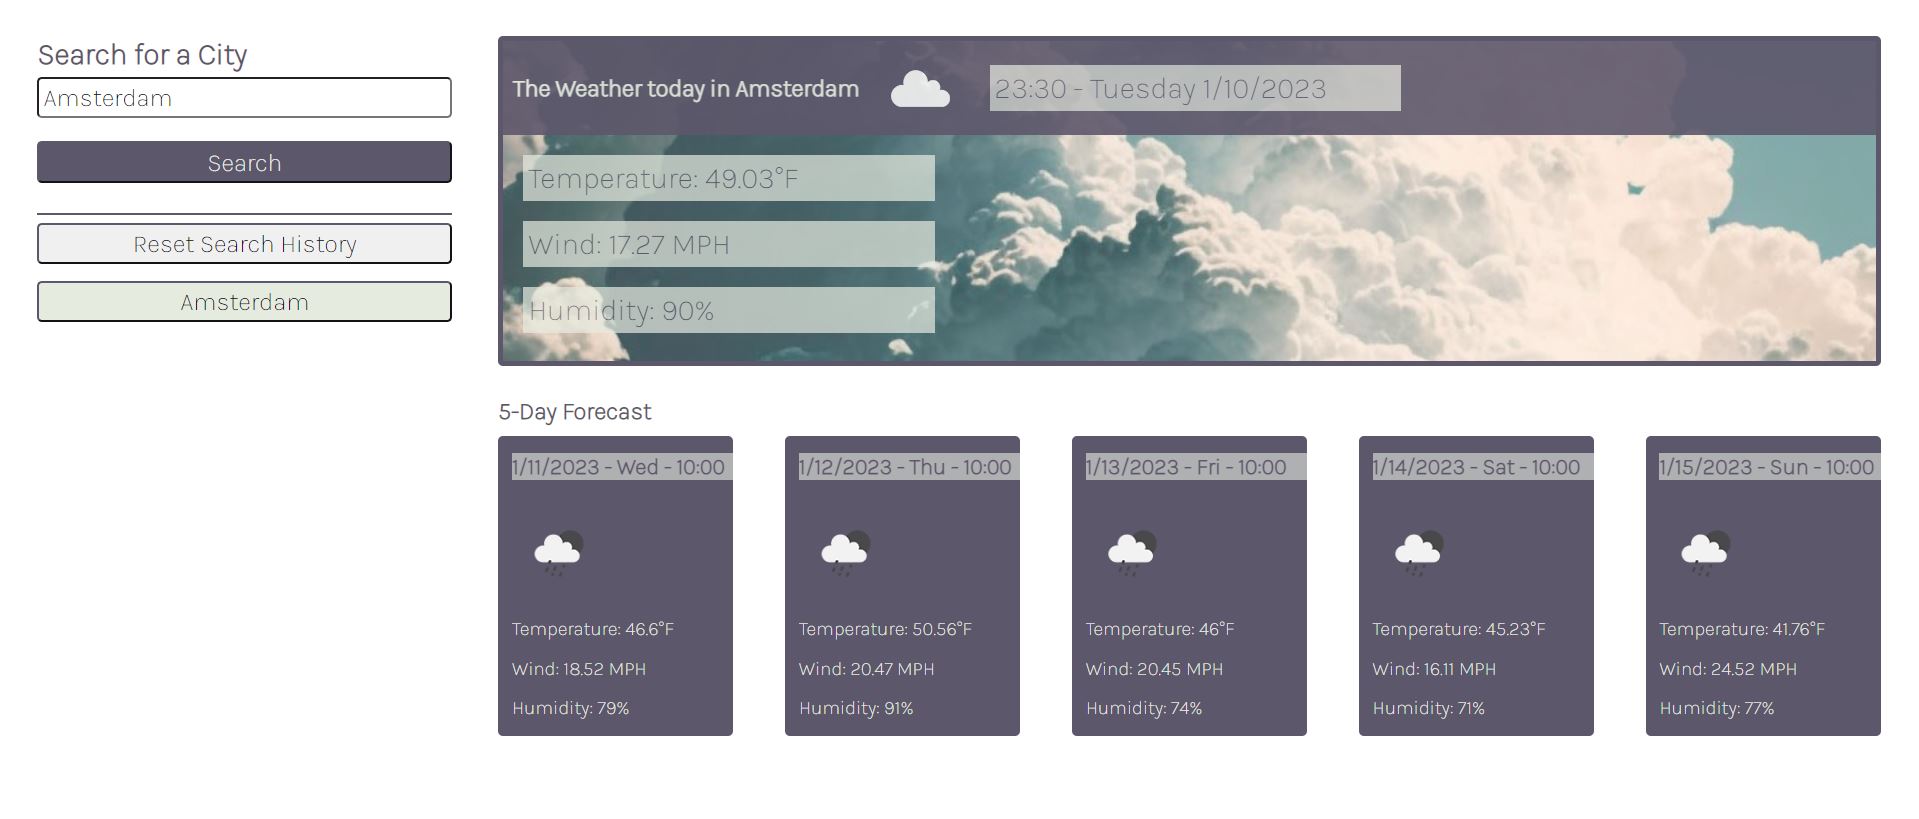 Search for a City
Amsterdam
Search
Reset Search History
Amsterdam
The Weather today in Amsterdam
23:30 - Tuesday 1/10/2023
Temperature: 49.03°F
Wind: 17.27 MPH
Humidity: 90%
5-Day Forecast
1/11/2023 - Wed - 10:00
Temperature: 46.6°F
Wind: 18.52 MPH
Humidity: 79%
1/12/2023 - Thu - 10:00
Temperature: 50.56°F
Wind: 20.47 MPH
Humidity: 91%
1/13/2023 - Fri - 10:00
Temperature: 46°F
Wind: 20.45 MPH
Humidity: 74%
1/14/2023 - Sat - 10:00
Temperature: 45.23°F
Wind: 16.11 MPH
Humidity: 71%
1/15/2023 - Sun - 10:00
Temperature: 41.76°F
Wind: 24.52 MPH
Humidity: 77%